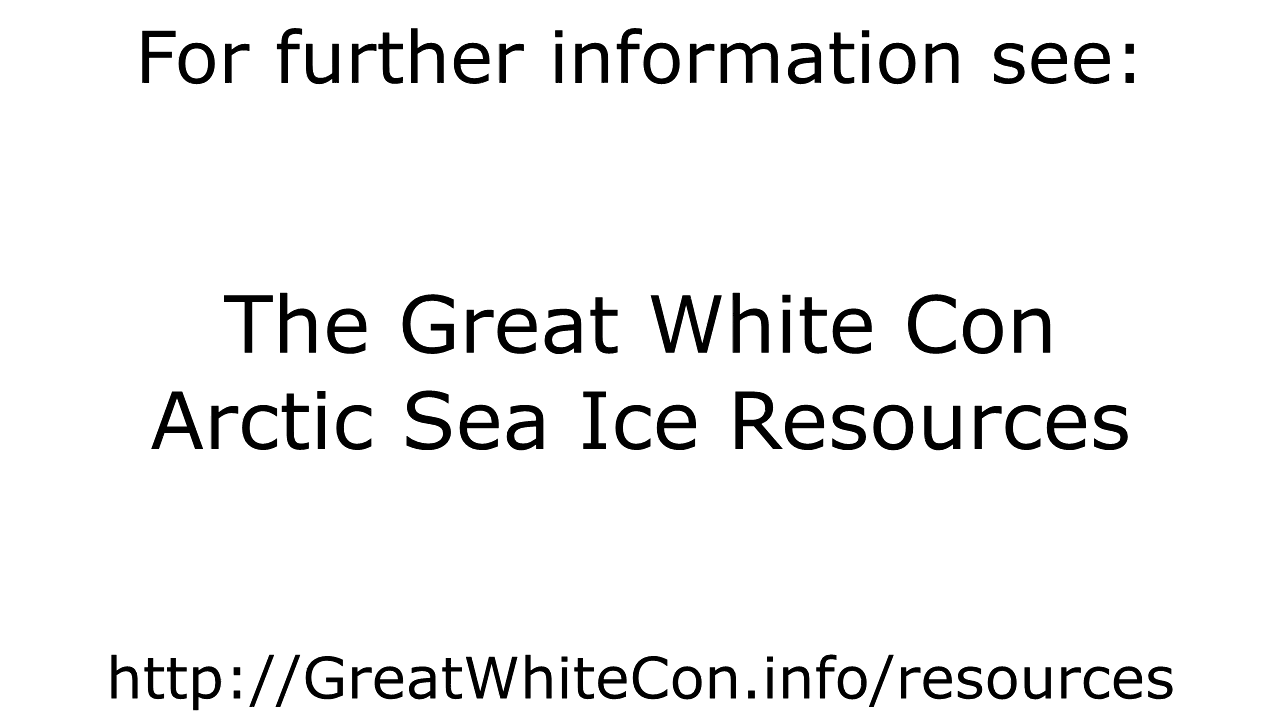 For further information see:
The Great White Con
Arctic Sea Ice Resources
http://GreatWhiteCon.info/resources